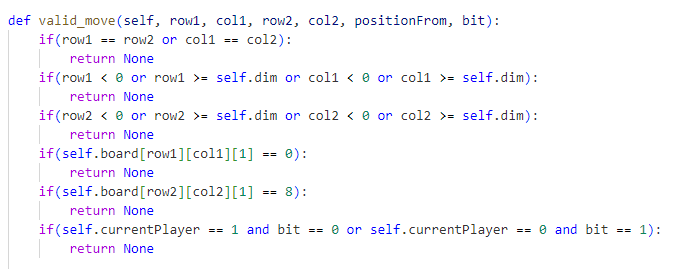 def valid_move(self, row1, col1, row2, col2, positionFrom, bit):
    if(row1 == row2 or col1 == col2):
        return None
    if(row1 < 0 or row1 >= self.dim or col1 < 0 or col1 >= self.dim):
        return None
    if(row2 < 0 or row2 >= self.dim or col2 < 0 or col2 >= self.dim):
        return None
    if(self.board[row1][col1][1] == 0):
        return None
    if(self.board[row2][col2][1] == 8):
        return None
    if(self.currentPlayer == 1 and bit == 0 or self.currentPlayer == 0 and bit == 1):
        return None